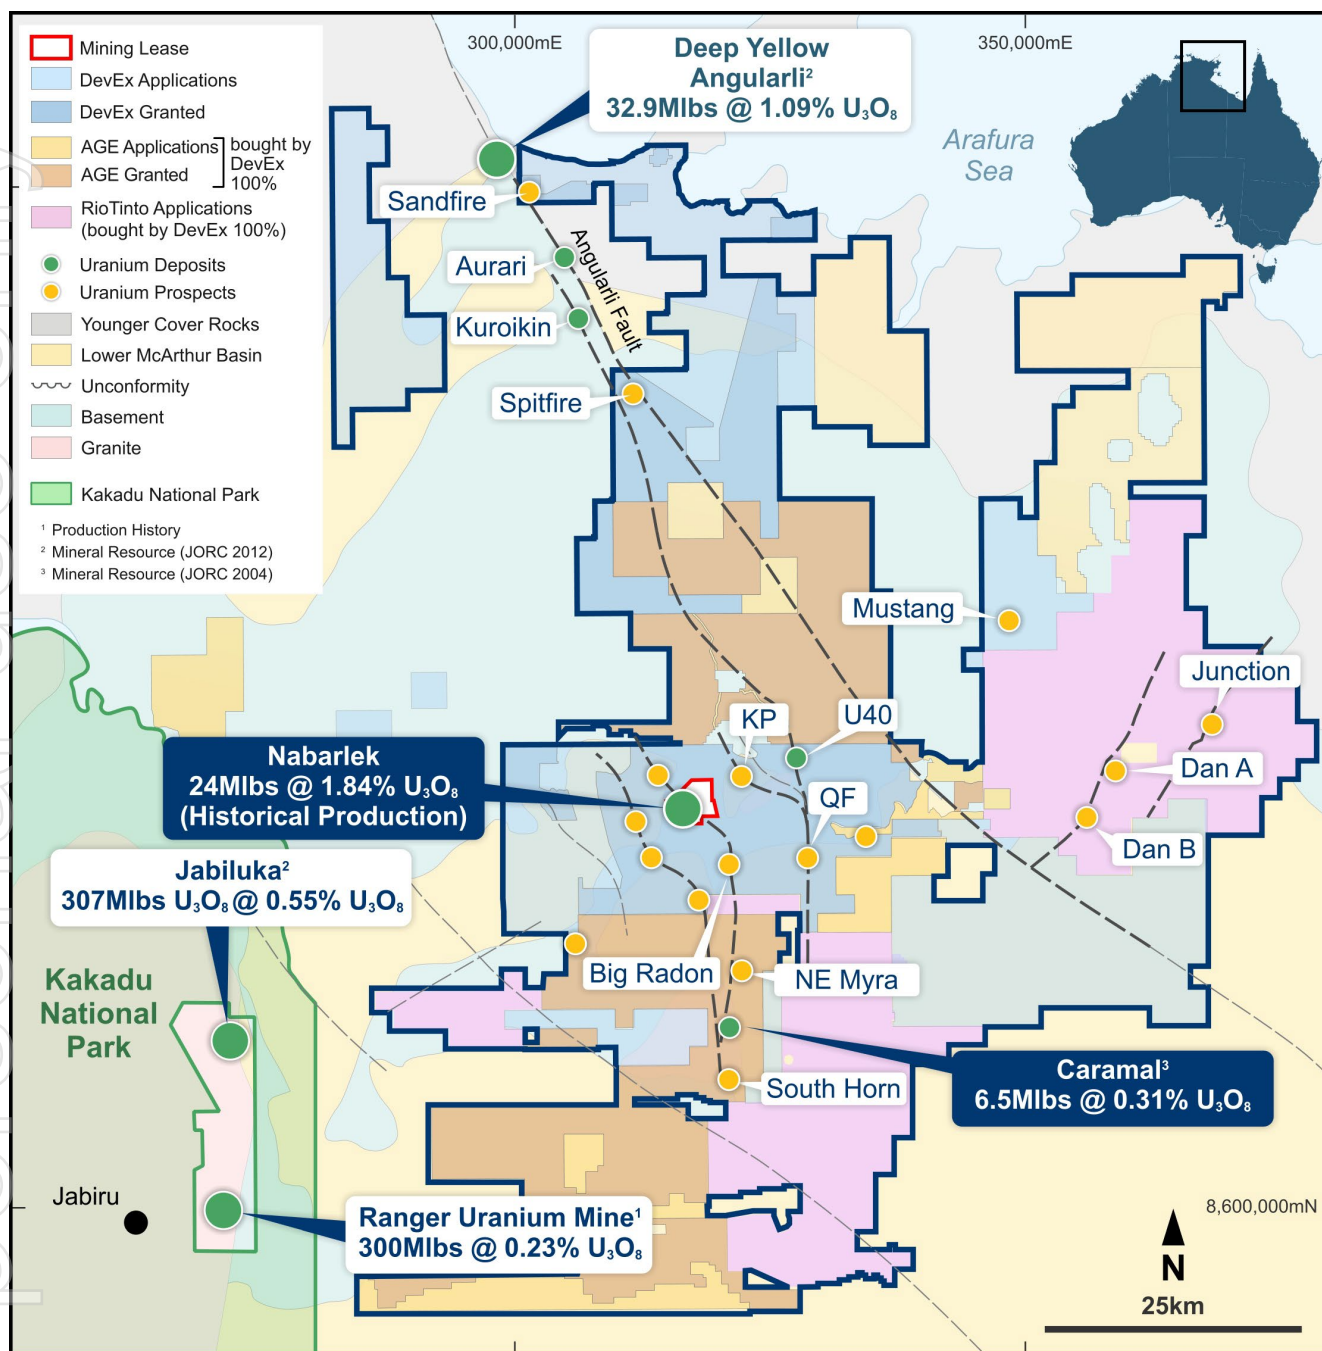 Mining Lease
DevEx Applications
DevEx Granted
AGE Applications
AGE Granted
bought by
DevEx
100%
RioTinto Applications
(bought by DevEx 100%)
Uranium Deposits
Uranium Prospects
Younger Cover Rocks
Lower McArthur Basin
Unconformity
Basement
Granite
Kakadu National Park
¹ Production History
² Mineral Resource (JORC 2012)
³ Mineral Resource (JORC 2004)
300,000mE
350,000mE
Deep Yellow
Angularli²
32.9Mlbs @ 1.09% U₃O₈
Arafura
Sea
Sandfire
Aurari
Angularli Fault
Kuroikin
Spitfire
Mustang
Junction
KP
U40
Dan A
QF
Dan B
Nabarlek
24Mlbs @ 1.84% U₃O₈
(Historical Production)
Jabiluka²
307Mlbs U₃O₈ @ 0.55% U₃O₈
Kakadu
National
Park
Big Radon
NE Myra
Caramal³
6.5Mlbs @ 0.31% U₃O₈
South Horn
Jabiru
Ranger Uranium Mine¹
300Mlbs @ 0.23% U₃O₈
8,600,000mN
N
25km